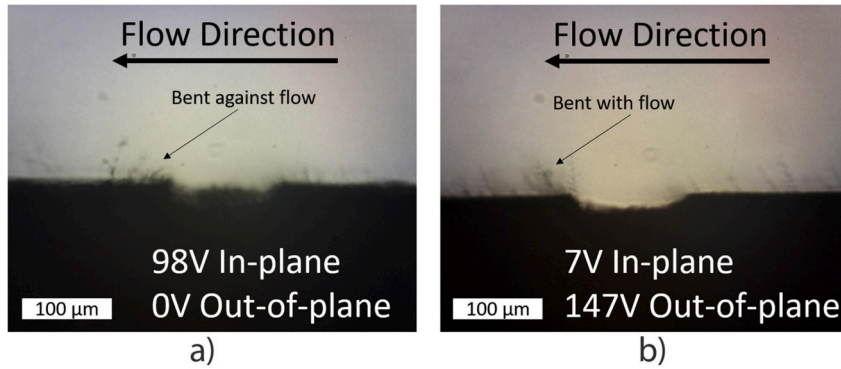 Flow Direction
Bent against flow
98V In-plane
0V Out-of-plane
100 µm
a)
Flow Direction
Bent with flow
7V In-plane
147V Out-of-plane
100 µm
b)